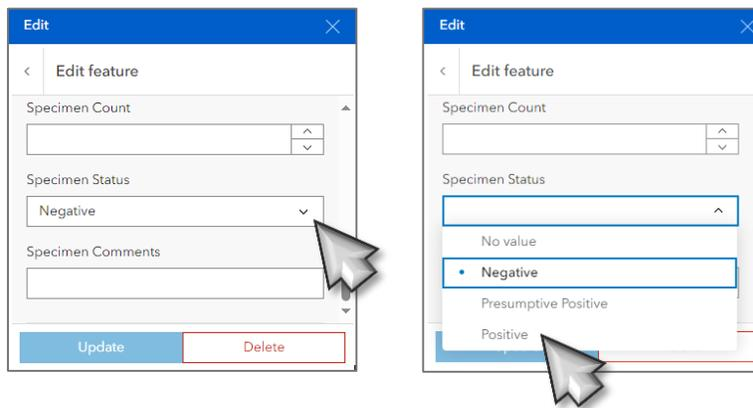 Edit
Edit feature
Specimen Count
Specimen Status
Negative
Specimen Comments
Update
Delete
Edit
Edit feature
Specimen Count
Specimen Status
No value
Negative
Presumptive Positive
Positive